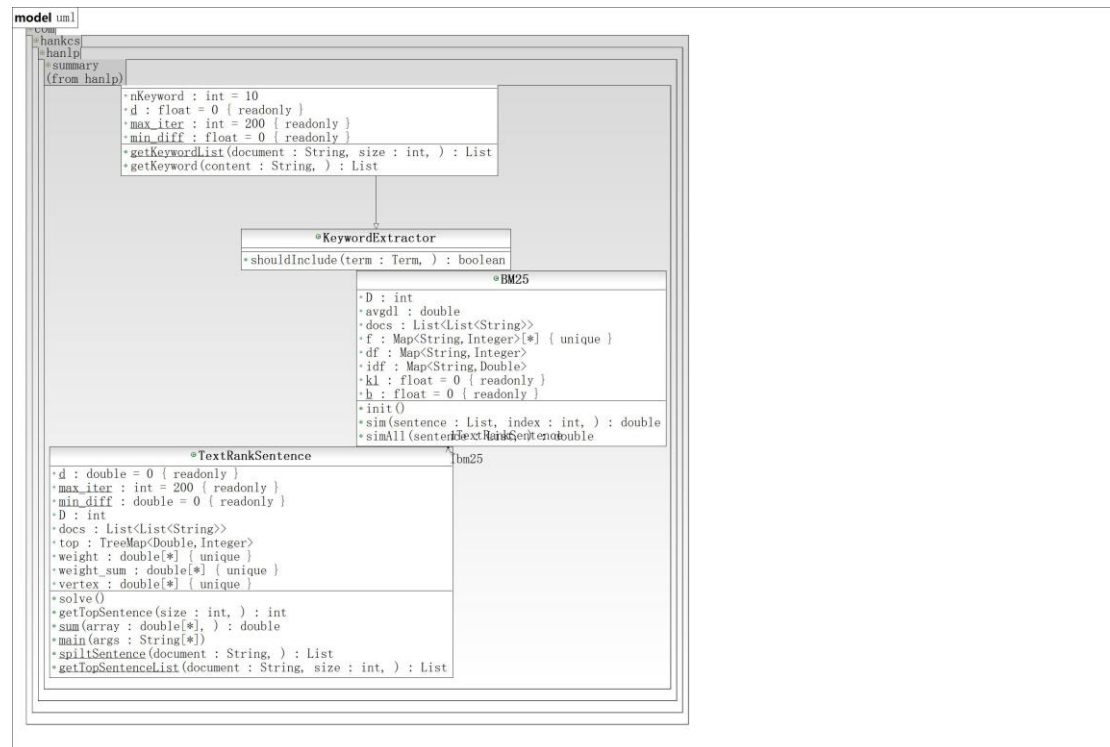 model uml
com
hankcs
hanlp
summary
(from hanlp)
nKeyword : int = 10
d : float = 0 { readonly }
max_iter : int = 200 { readonly }
min_diff : float = 0 { readonly }
getKeywordList(document : String, size : int, ) : List
getKeyword(content : String, ) : List
KeywordExtractor
shouldInclude(term : Term, ) : boolean
BM25
D : int
avgdl : double
docs : List<List<String>>
f : Map<String,Integer>[*] { unique }
df : Map<String,Integer>
idf : Map<String,Double>
k1 : float = 0 { readonly }
b : float = 0 { readonly }
init()
sim(sentence : List, index : int, ) : double
simAll(sentence : List, ) : double
1TextRankSentence
1bm25
TextRankSentence
d : double = 0 { readonly }
max_iter : int = 200 { readonly }
min_diff : double = 0 { readonly }
D : int
docs : List<List<String>>
top : TreeMap<Double,Integer>
weight : double[*] { unique }
weight_sum : double[*] { unique }
vertex : double[*] { unique }
solve()
getTopSentence(size : int, ) : int
sum(array : double[*], ) : double
main(args : String[*])
spiltSentence(document : String, ) : List
getTopSentenceList(document : String, size : int, ) : List